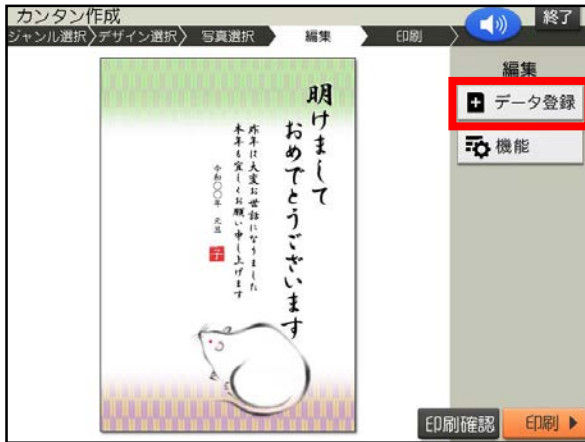 カンタン作成
終了
ジャンル選択
デザイン選択
写真選択
編集
印刷
編集
データ登録
機能
明けまして
おめでとうございます
昨年は大変お世話になりました
本年も宜しくお願い申し上げます
令和〇〇年 元旦
子
印刷確認
印刷